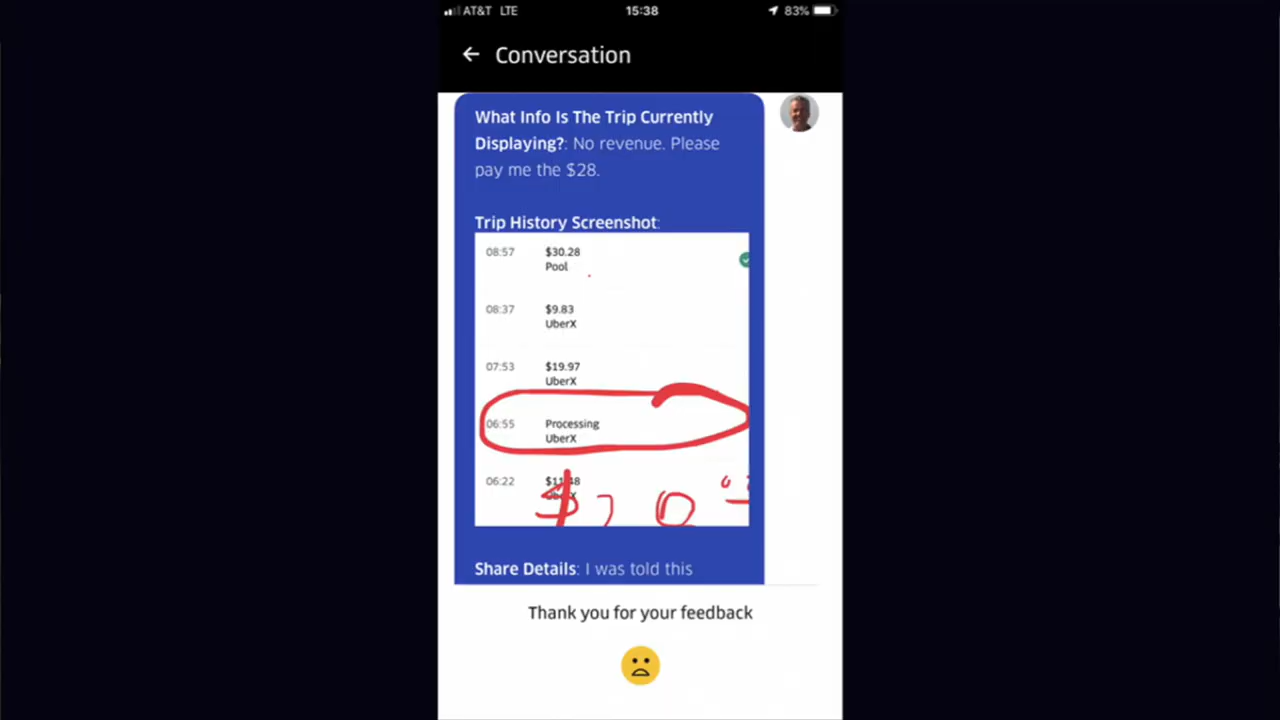 AT&T LTE 15:38 83%
Conversation
What Info Is The Trip Currently
Displaying?: No revenue. Please
pay me the $28.
Trip History Screenshot:
08:57 $30.28
Pool
08:37 $9.83
UberX
07:53 $19.97
UberX
06:55 Processing
UberX
06:22
Share Details: I was told this
Thank you for your feedback